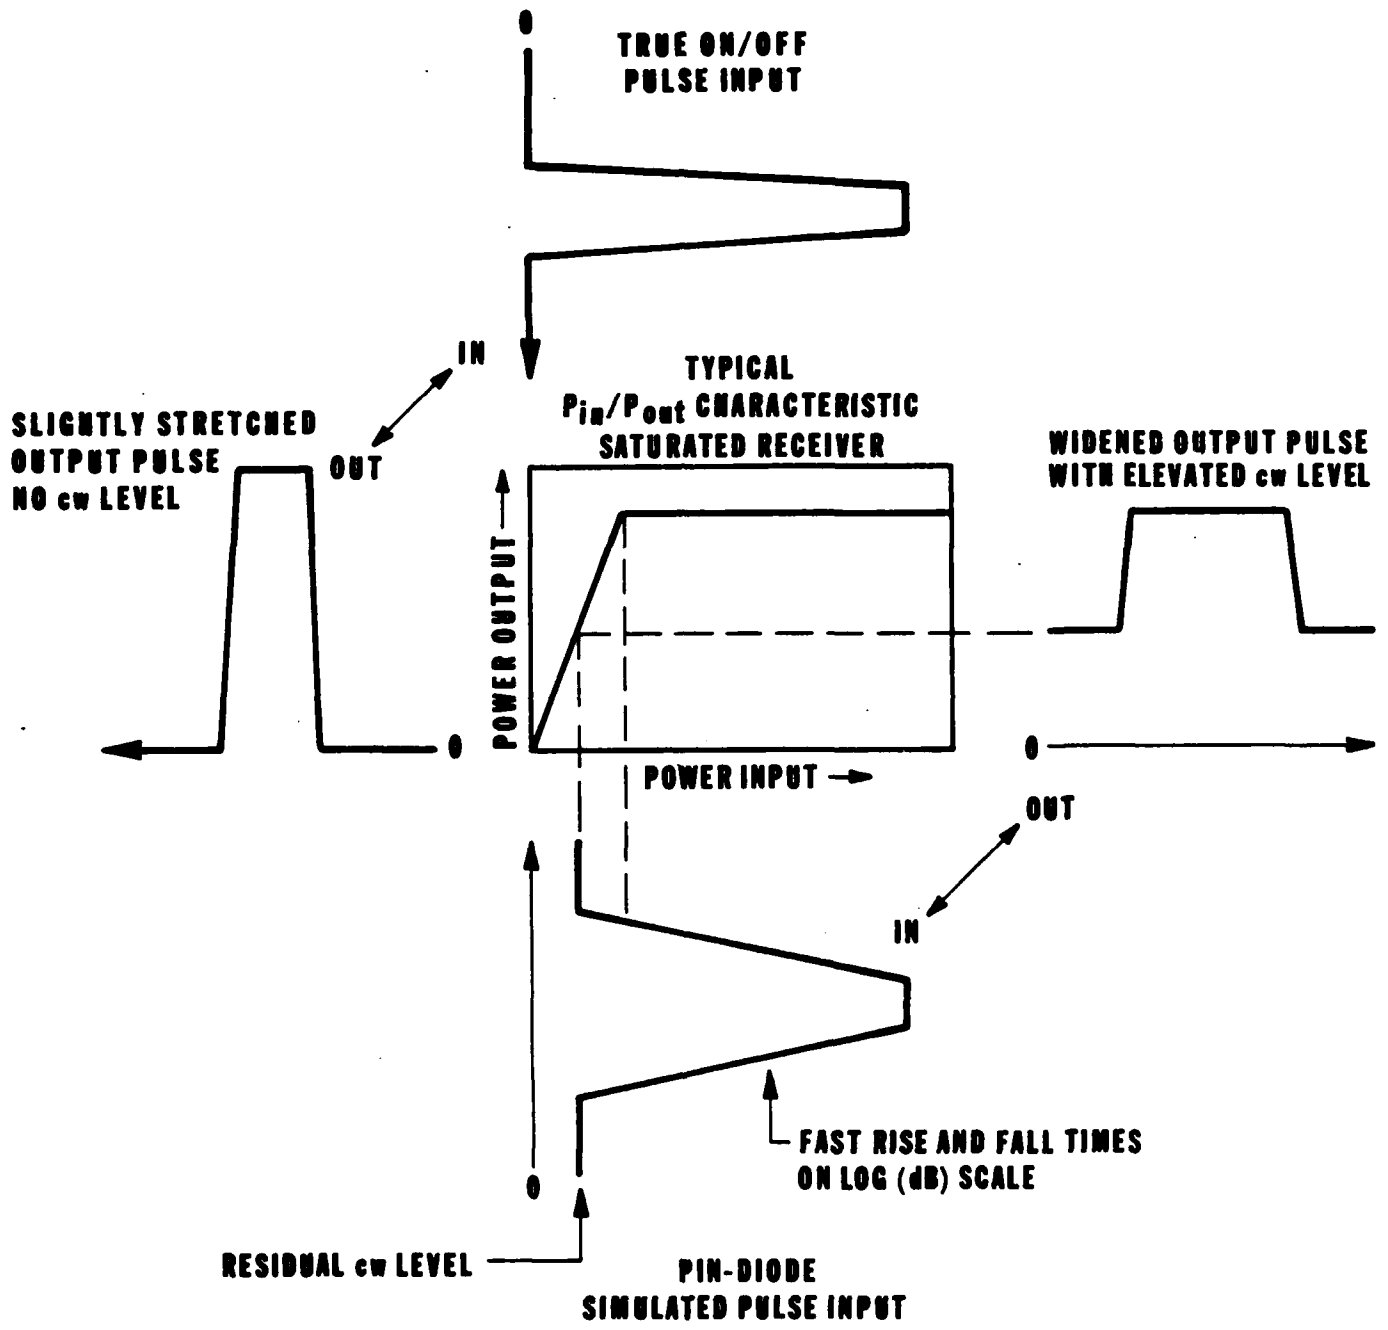 0
TRUE ON/OFF
PULSE INPUT
IN
OUT
SLIGHTLY STRETCHED
OUTPUT PULSE
NO cw LEVEL
0
TYPICAL
Pin/Pout CHARACTERISTIC
SATURATED RECEIVER
POWER OUTPUT
POWER INPUT
WIDENED OUTPUT PULSE
WITH ELEVATED cw LEVEL
0
OUT
IN
0
FAST RISE AND FALL TIMES
ON LOG (dB) SCALE
RESIDUAL cw LEVEL
PIN-DIODE
SIMULATED PULSE INPUT